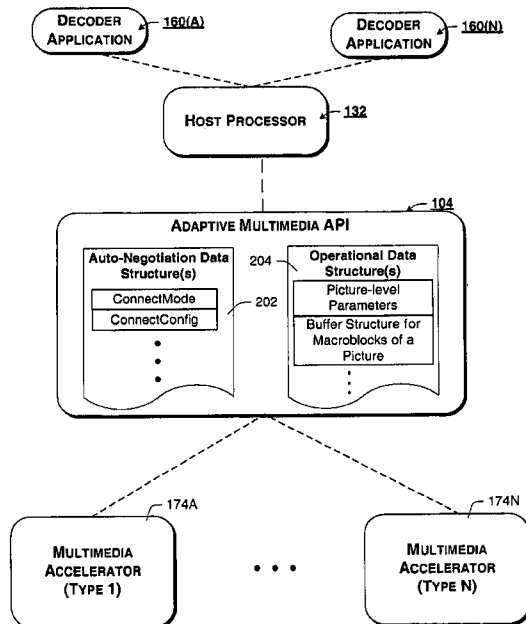 DECODER
APPLICATION
160(A)
DECODER
APPLICATION
160(N)
HOST PROCESSOR
132
104
ADAPTIVE MULTIMEDIA API
Auto-Negotiation Data
Structure(s)
ConnectMode
ConnectConfig
202
204
Operational Data
Structure(s)
Picture-level
Parameters
Buffer Structure for
Macroblocks of a
Picture
174A
MULTIMEDIA
ACCELERATOR
(TYPE 1)
174N
MULTIMEDIA
ACCELERATOR
(TYPE N)